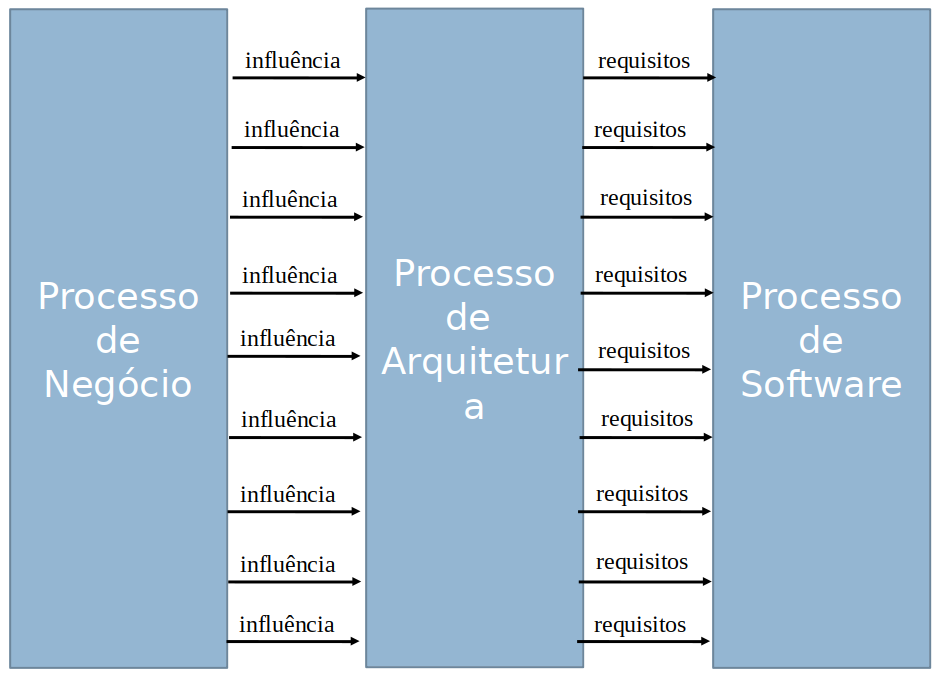 influência
requisitos
influência
requisitos
influência
requisitos
influência
requisitos
influência
requisitos
influência
requisitos
influência
requisitos
influência
requisitos
influência
requisitos
Processo
de
Negócio
Processo
de
Arquitetur
a
Processo
de
Software